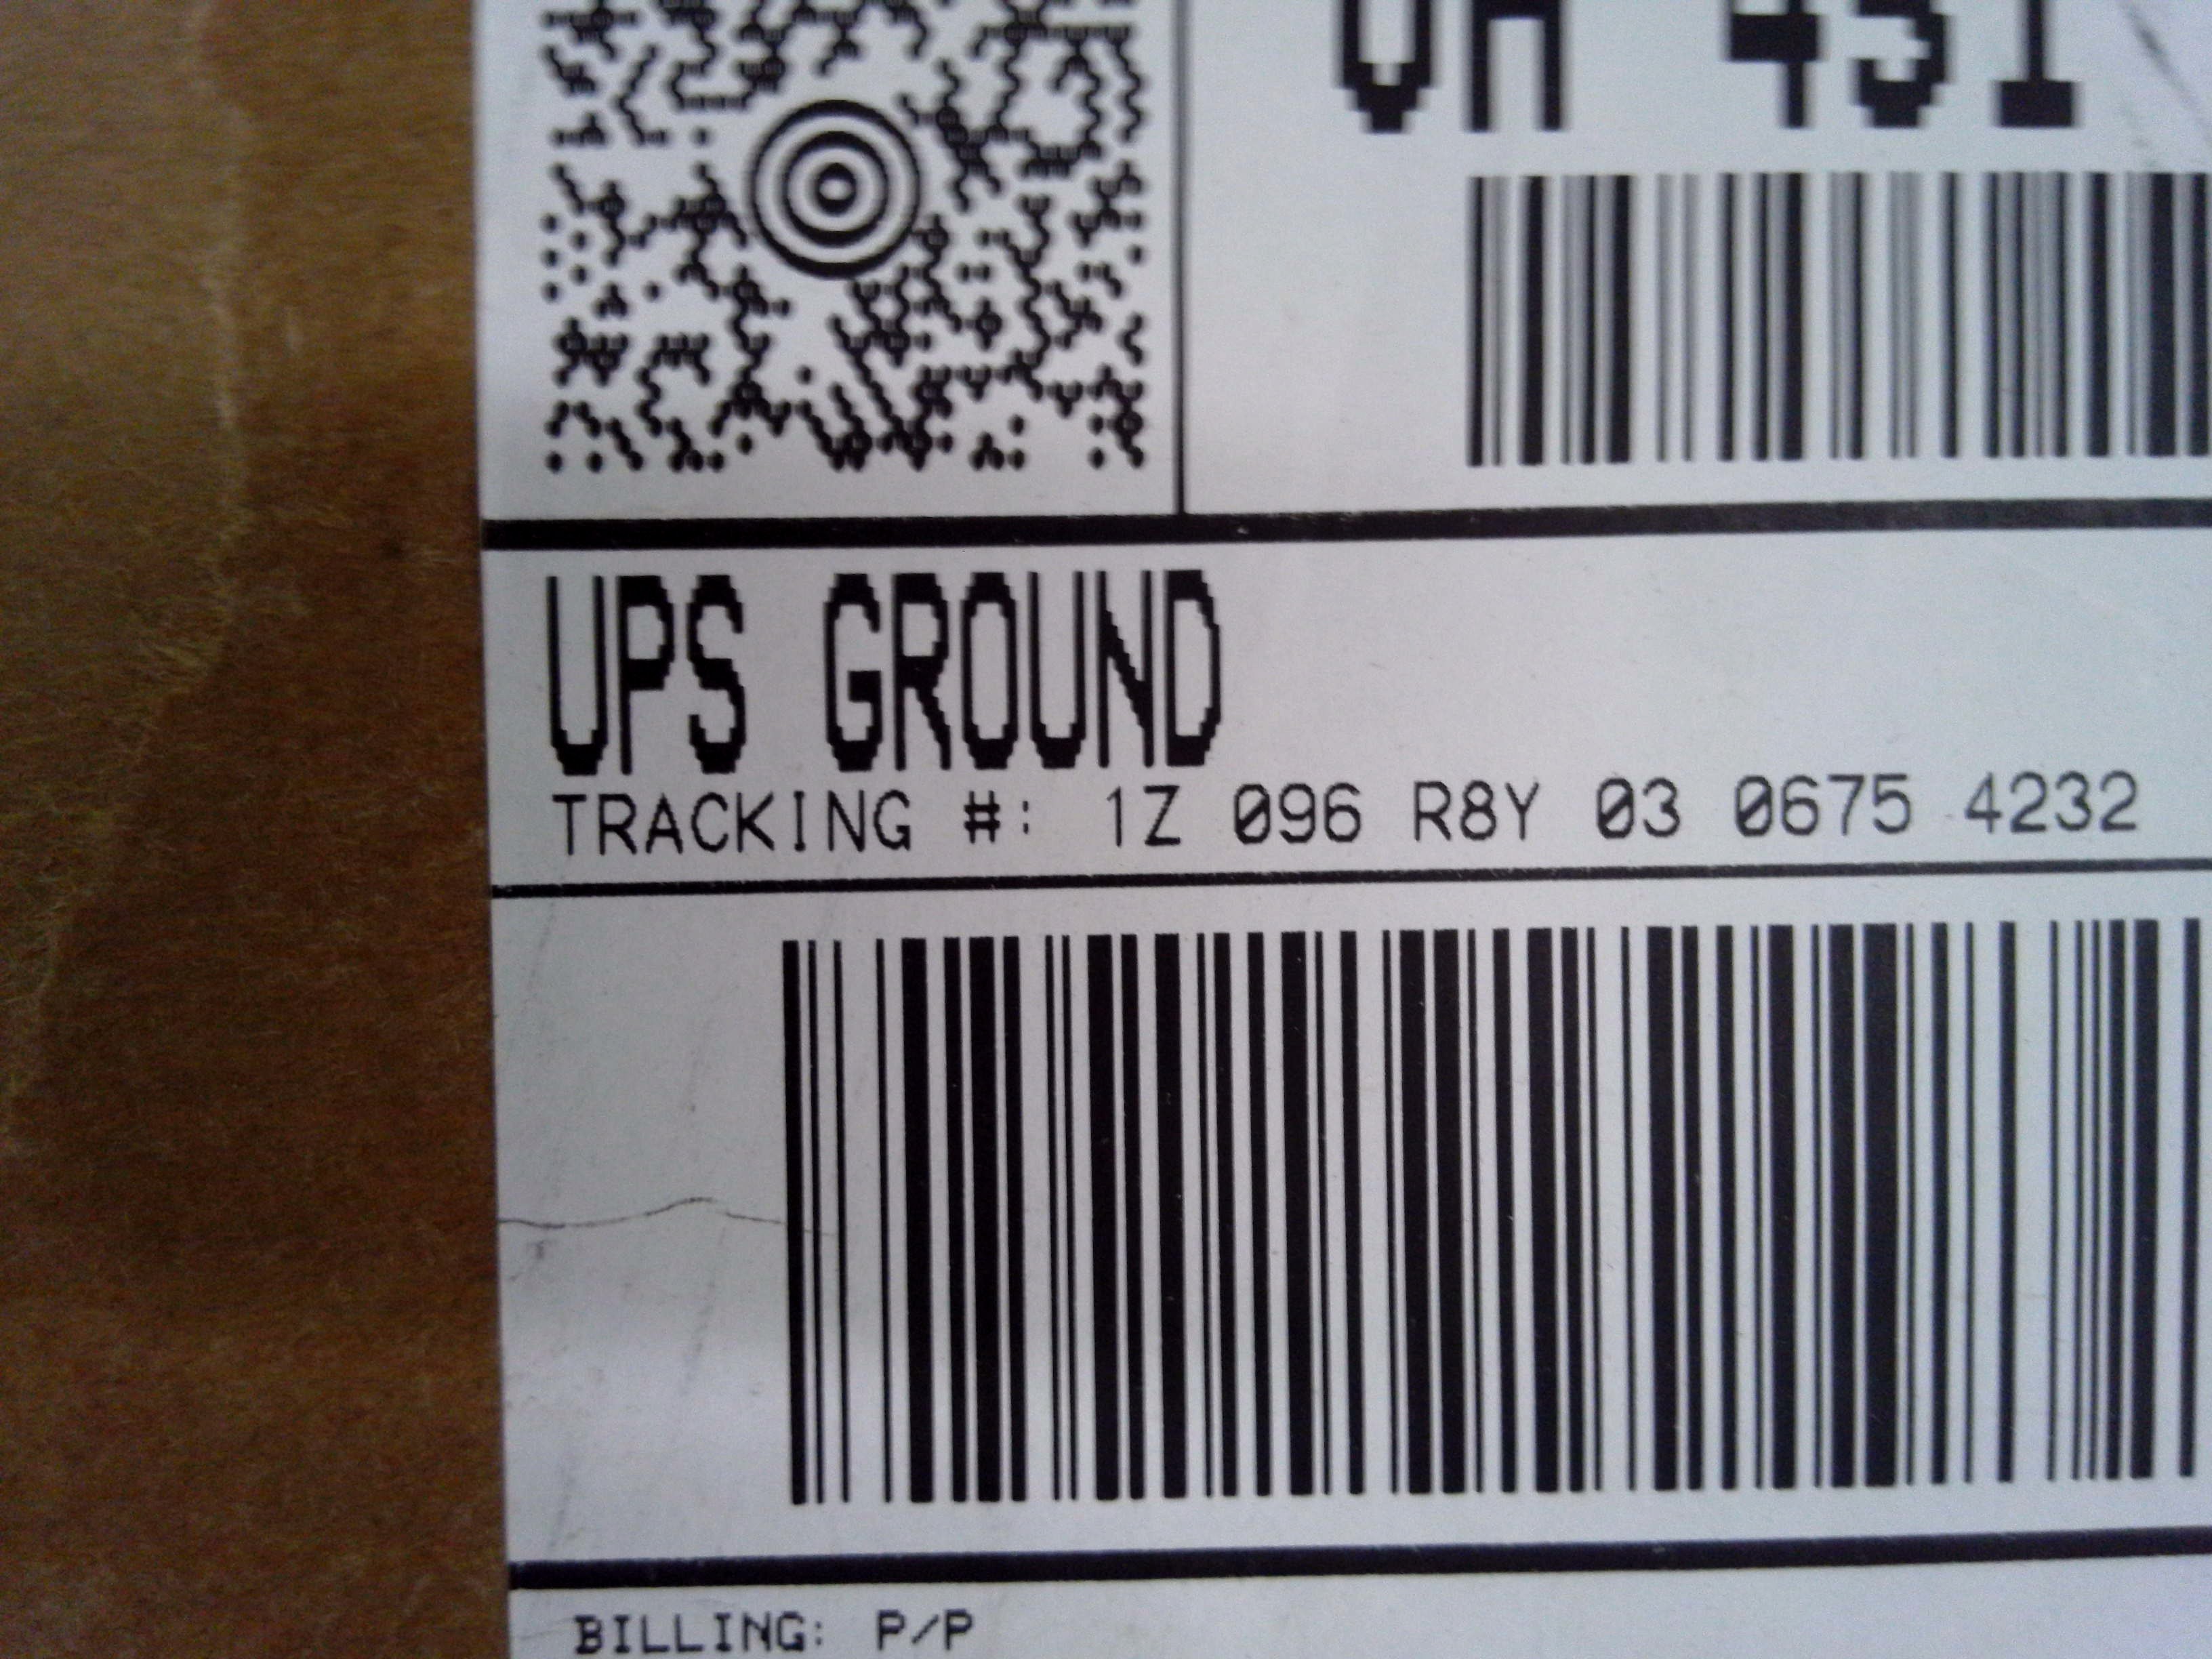 UPS GROUND
TRACKING #: 1Z 096 R8Y 03 0675 4232
BILLING: P/P